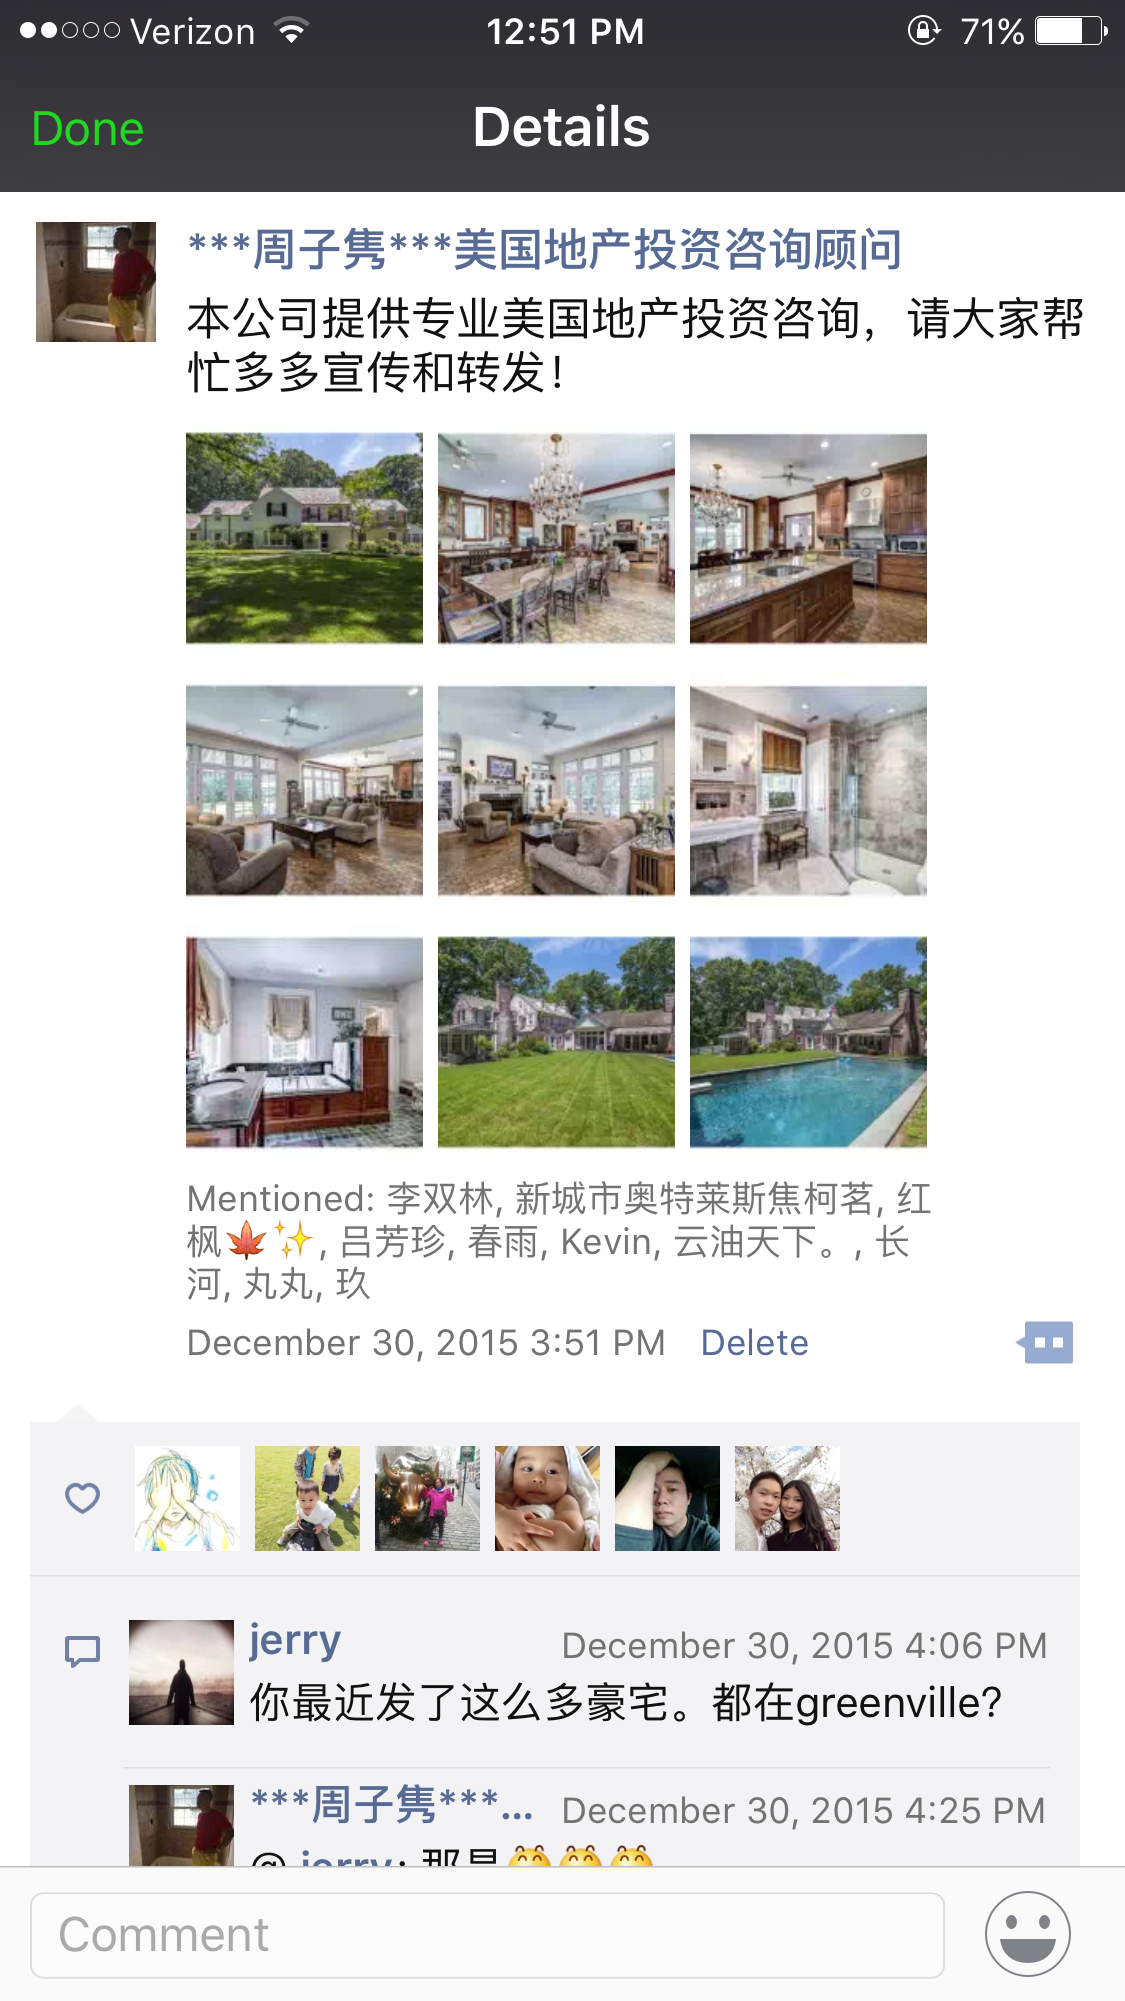 Verizon 12:51 PM 71%
Done Details
***周子隽***美国地产投资咨询顾问
本公司提供专业美国地产投资咨询，请大家帮
忙多多宣传和转发！
Mentioned: 李双林, 新城市奥特莱斯焦柯茗, 红
枫🍁✨, 吕芳珍, 春雨, Kevin, 云油天下。, 长
河, 丸丸, 玖
December 30, 2015 3:51 PM Delete
jerry December 30, 2015 4:06 PM
你最近发了这么多豪宅。都在greenville?
***周子隽***... December 30, 2015 4:25 PM
@ jerry: 那是
Comment